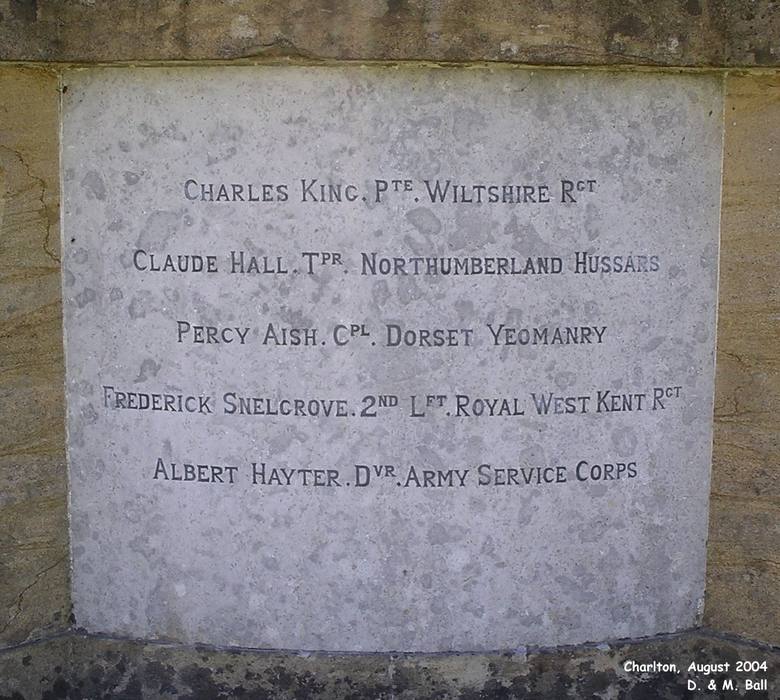 Charles King. Pte. Wiltshire Rgt
Claude Hall. Tpr. Northumberland Hussars
Percy Aish. Cpl. Dorset Yeomanry
Frederick Snelgrove. 2nd Lft. Royal West Kent Rgt
Albert Hayter. Dvr. Army Service Corps
Charlton, August 2004
D. & M. Ball